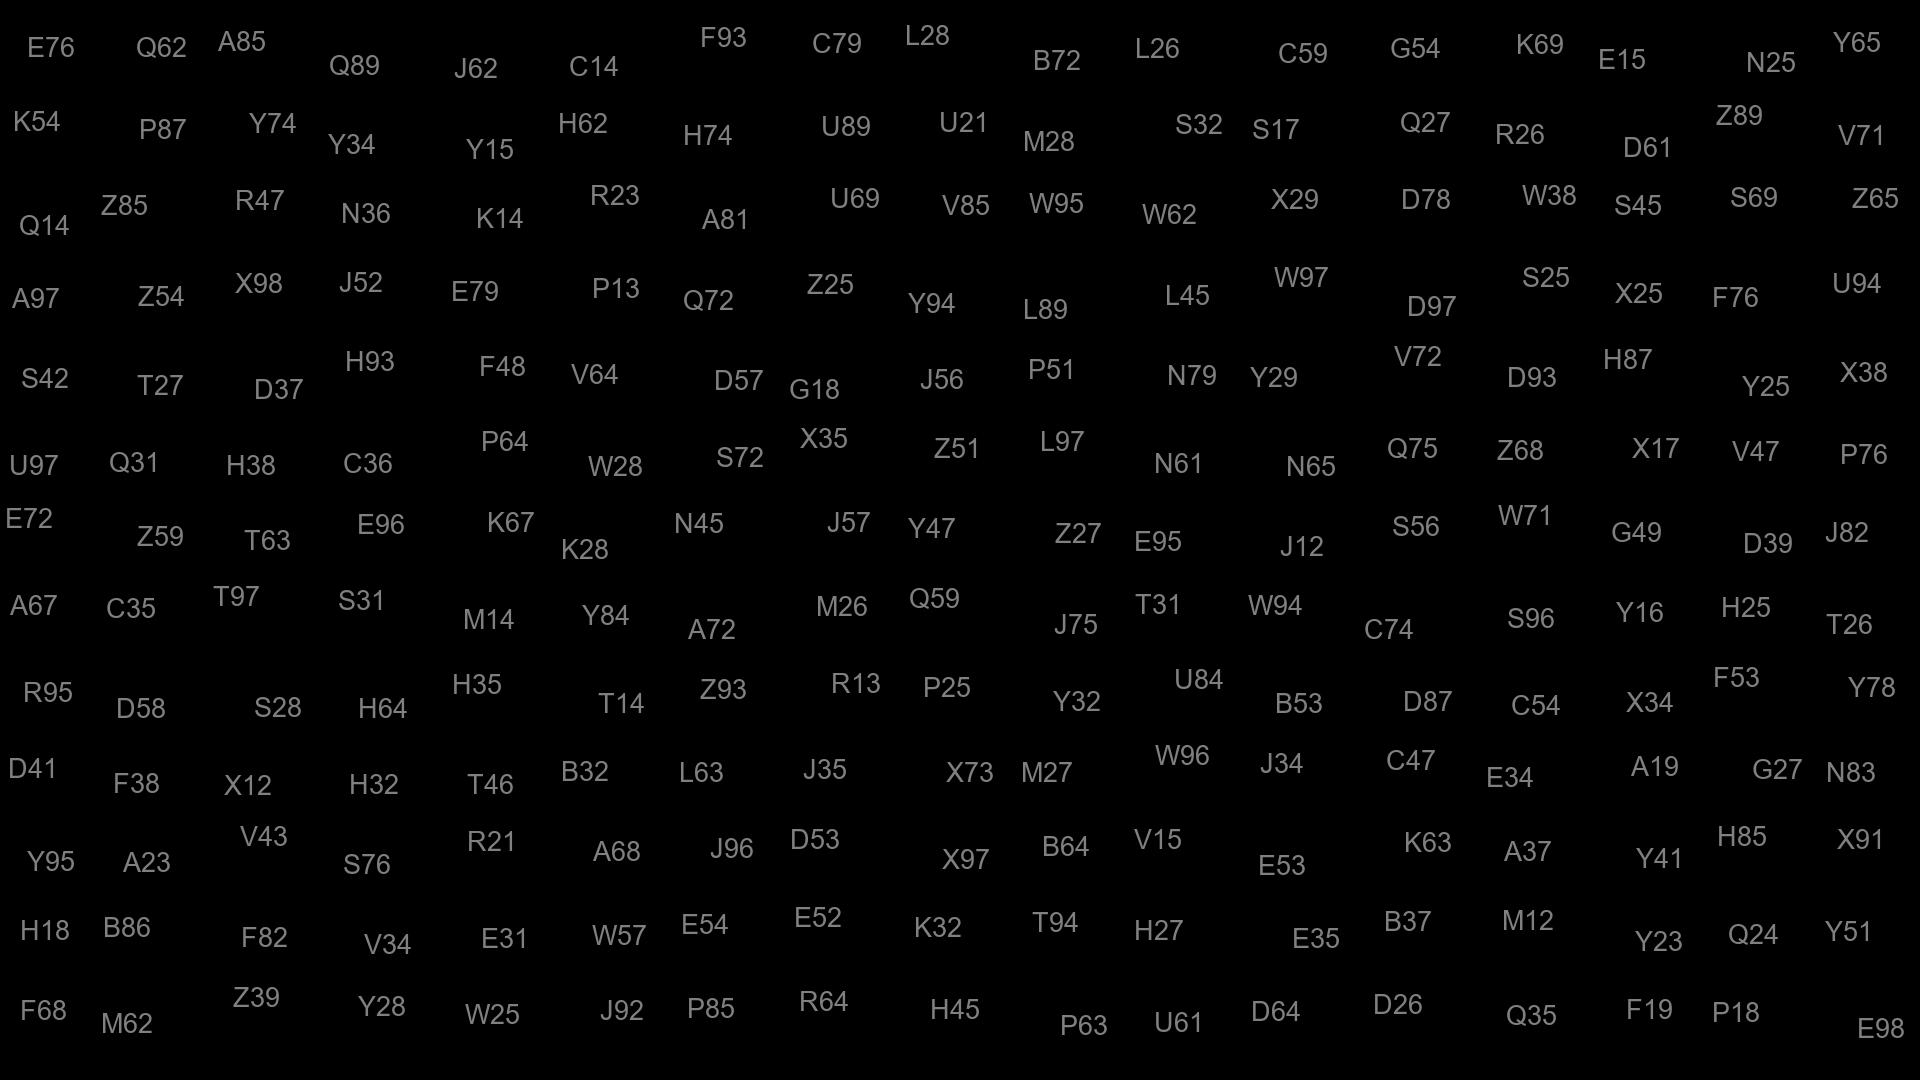 E76 Q62 A85 Q89 J62 C14 F93 C79 L28 B72 L26 C59 G54 K69 E15 N25 Y65
K54 P87 Y74 Y34 Y15 H62 H74 U89 U21 M28 S32 S17 Q27 R26 D61 Z89 V71
Q14 Z85 R47 N36 K14 R23 A81 U69 V85 W95 W62 X29 D78 W38 S45 S69 Z65
A97 Z54 X98 J52 E79 P13 Q72 Z25 Y94 L89 L45 W97 D97 S25 X25 F76 U94
S42 T27 D37 H93 F48 V64 D57 G18 J56 P51 N79 Y29 V72 D93 H87 Y25 X38
U97 Q31 H38 C36 P64 W28 S72 X35 Z51 L97 N61 N65 Q75 Z68 X17 V47 P76
E72 Z59 T63 E96 K67 K28 N45 J57 Y47 Z27 E95 J12 S56 W71 G49 D39 J82
A67 C35 T97 S31 M14 Y84 A72 M26 Q59 J75 T31 W94 C74 S96 Y16 H25 T26
R95 D58 S28 H64 H35 T14 Z93 R13 P25 Y32 U84 B53 D87 C54 X34 F53 Y78
D41 F38 X12 H32 T46 B32 L63 J35 X73 M27 W96 J34 C47 E34 A19 G27 N83
Y95 A23 V43 S76 R21 A68 J96 D53 X97 B64 V15 E53 K63 A37 Y41 H85 X91
H18 B86 F82 V34 E31 W57 E54 E52 K32 T94 H27 E35 B37 M12 Y23 Q24 Y51
F68 M62 Z39 Y28 W25 J92 P85 R64 H45 P63 U61 D64 D26 Q35 F19 P18 E98